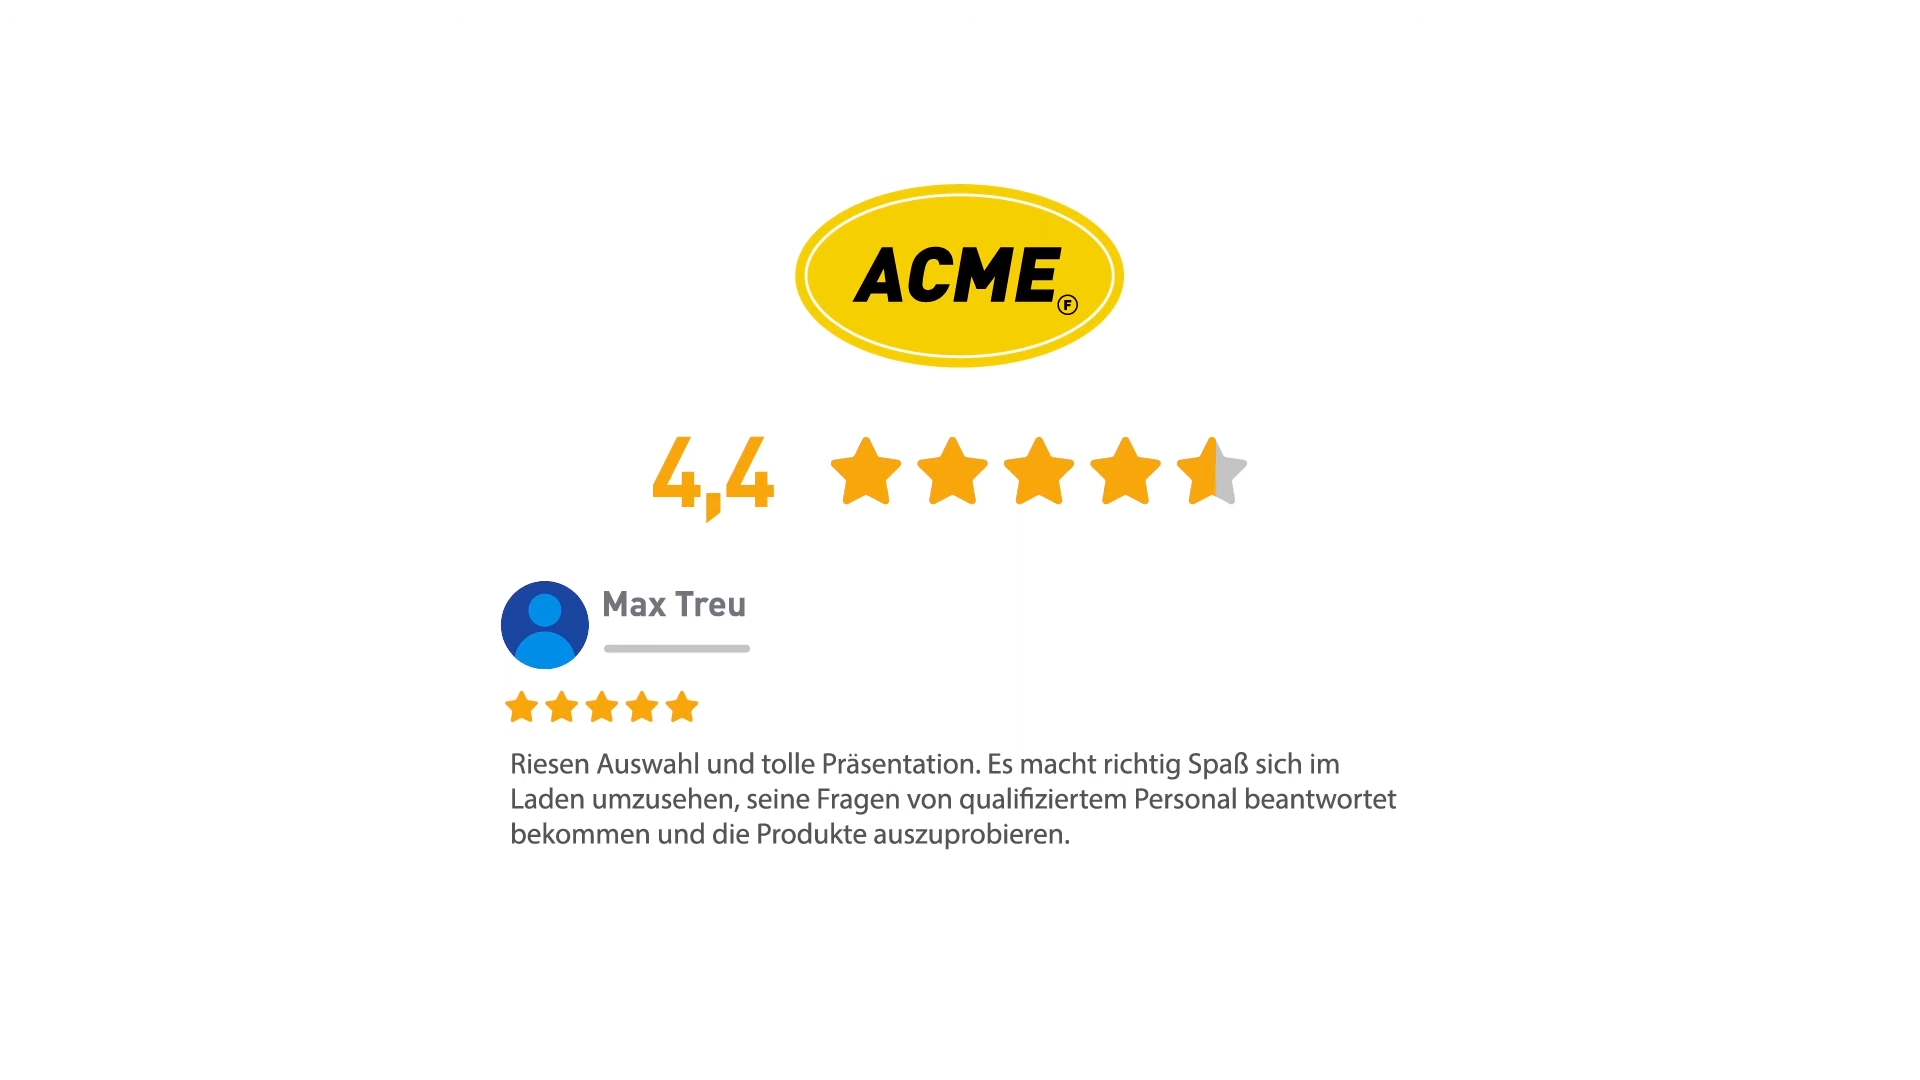 ACME
F
4,4
Max Treu
Riesen Auswahl und tolle Präsentation. Es macht richtig Spaß sich im
Laden umzusehen, seine Fragen von qualifiziertem Personal beantwortet
bekommen und die Produkte auszuprobieren.